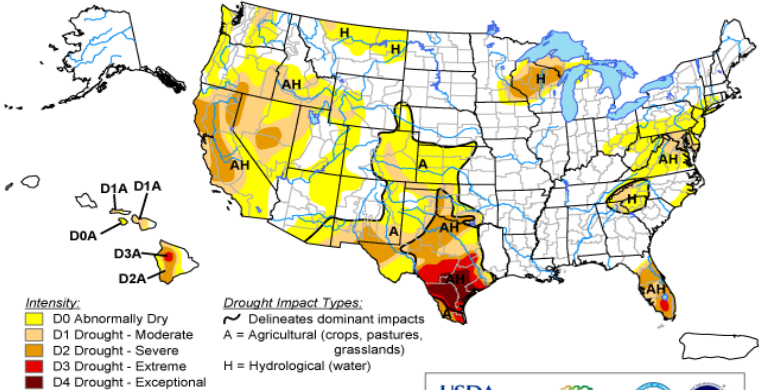 H
H
AH
H
AH
A
AH
H
D1A
D1A
A
AH
D0A
D3A
AH
AH
D2A
A
Intensity:
D0 Abnormally Dry
D1 Drought - Moderate
D2 Drought - Severe
D3 Drought - Extreme
D4 Drought - Exceptional
Drought Impact Types:
Delineates dominant impacts
A = Agricultural (crops, pastures,
grasslands)
H = Hydrological (water)
USDA